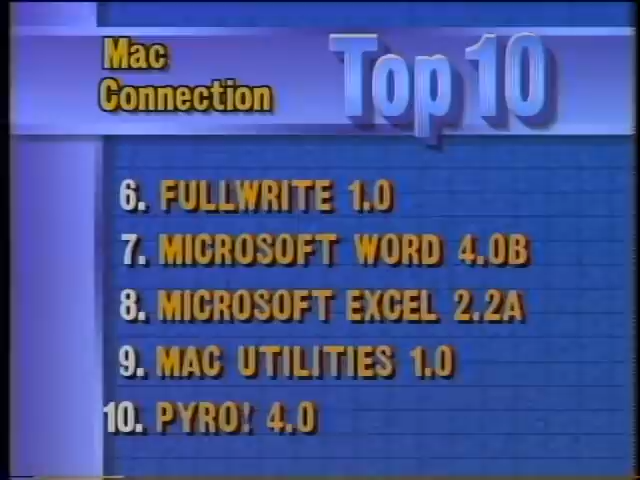 Mac
Connection
Top 10
6. FULLWRITE 1.0
7. MICROSOFT WORD 4.0B
8. MICROSOFT EXCEL 2.2A
9. MAC UTILITIES 1.0
10. PYRO! 4.0